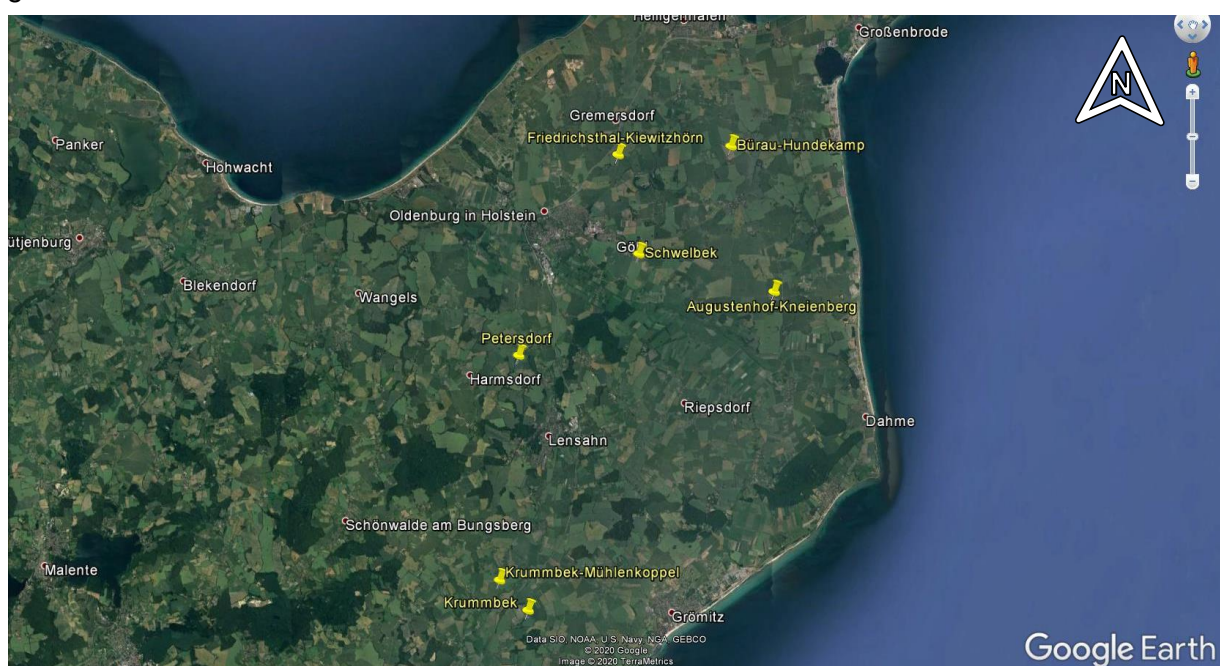 Heiligenhafen
Großenbrode
N
Gremersdorf
Friedrichsthal-Kiewitzhörn
Bürau-Hundekamp
Panker
Hohwacht
Oldenburg in Holstein
ütjenburg
Gö
Schwelbek
Blekendorf
Wangels
Augustenhof-Kneienberg
Petersdorf
Harmsdorf
Riepsdorf
Dahme
Lensahn
Schönwalde am Bungsberg
Malente
Krummbek-Mühlenkoppel
Krummbek
Grömitz
Data SIO, NOAA, U.S. Navy, NGA, GEBCO
© 2020 Google
Image © 2020 TerraMetrics
Google Earth